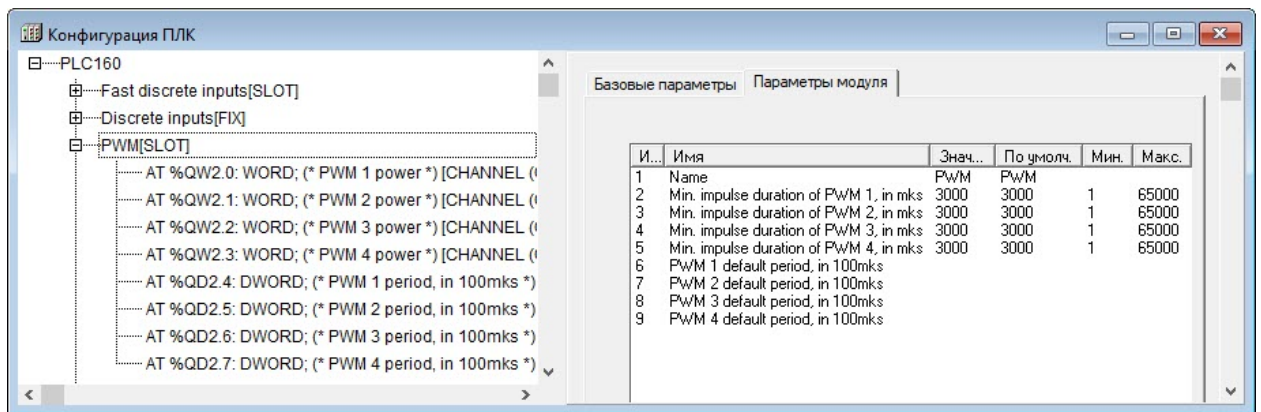 Конфигурация ПЛК
PLC160
Fast discrete inputs[SLOT]
Discrete inputs[FIX]
PWM[SLOT]
AT %QW2.0: WORD; (* PWM 1 power *) [CHANNEL (
AT %QW2.1: WORD; (* PWM 2 power *) [CHANNEL (
AT %QW2.2: WORD; (* PWM 3 power *) [CHANNEL (
AT %QW2.3: WORD; (* PWM 4 power *) [CHANNEL (
AT %QD2.4: DWORD; (* PWM 1 period, in 100mks *)
AT %QD2.5: DWORD; (* PWM 2 period, in 100mks *)
AT %QD2.6: DWORD; (* PWM 3 period, in 100mks *)
AT %QD2.7: DWORD; (* PWM 4 period, in 100mks *)
Базовые параметры Параметры модуля
И... Имя Знач... По умолч. Мин. Макс.
1 Name PWM PWM
2 Min. impulse duration of PWM 1, in mks 3000 3000 1 65000
3 Min. impulse duration of PWM 2, in mks 3000 3000 1 65000
4 Min. impulse duration of PWM 3, in mks 3000 3000 1 65000
5 Min. impulse duration of PWM 4, in mks 3000 3000 1 65000
6 PWM 1 default period, in 100mks
7 PWM 2 default period, in 100mks
8 PWM 3 default period, in 100mks
9 PWM 4 default period, in 100mks